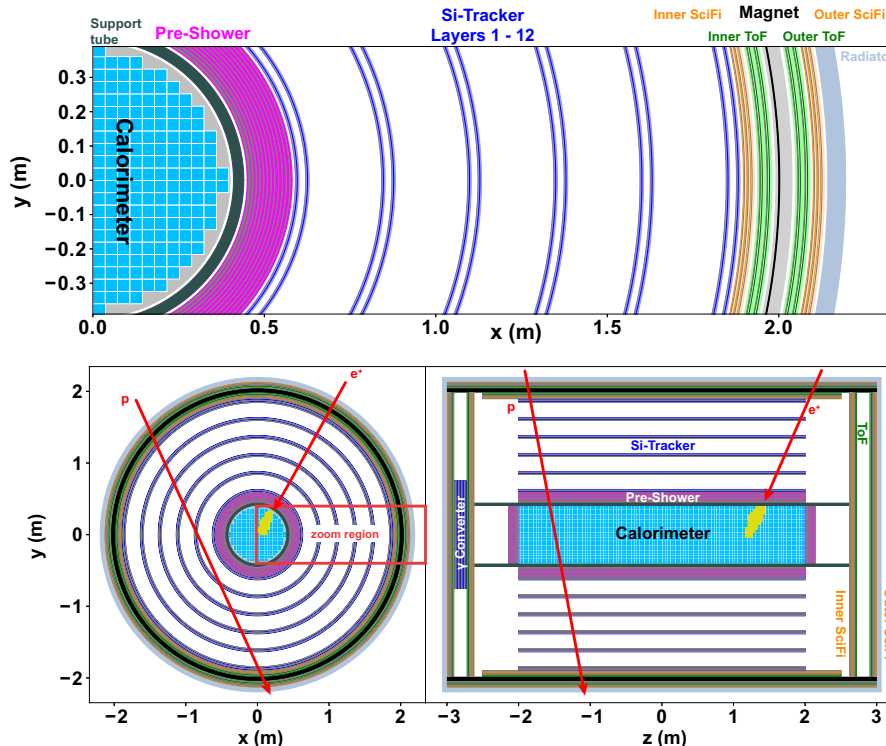 Support
tube
Pre-Shower
Si-Tracker
Layers 1 - 12
Inner SciFi
Magnet
Outer SciFi
Inner ToF
Outer ToF
Radiato
y (m)
0.3
0.2
0.1
0.0
−0.1
−0.2
−0.3
Calorimeter
0.0
0.5
1.0
1.5
2.0
x (m)
y (m)
2
1
0
−1
−2
p
e⁺
zoom region
−2
−1
0
1
2
x (m)
p
e⁺
Si-Tracker
ToF
Pre-Shower
γ Converter
Calorimeter
Inner SciFi
−3
−2
−1
0
1
2
3
z (m)